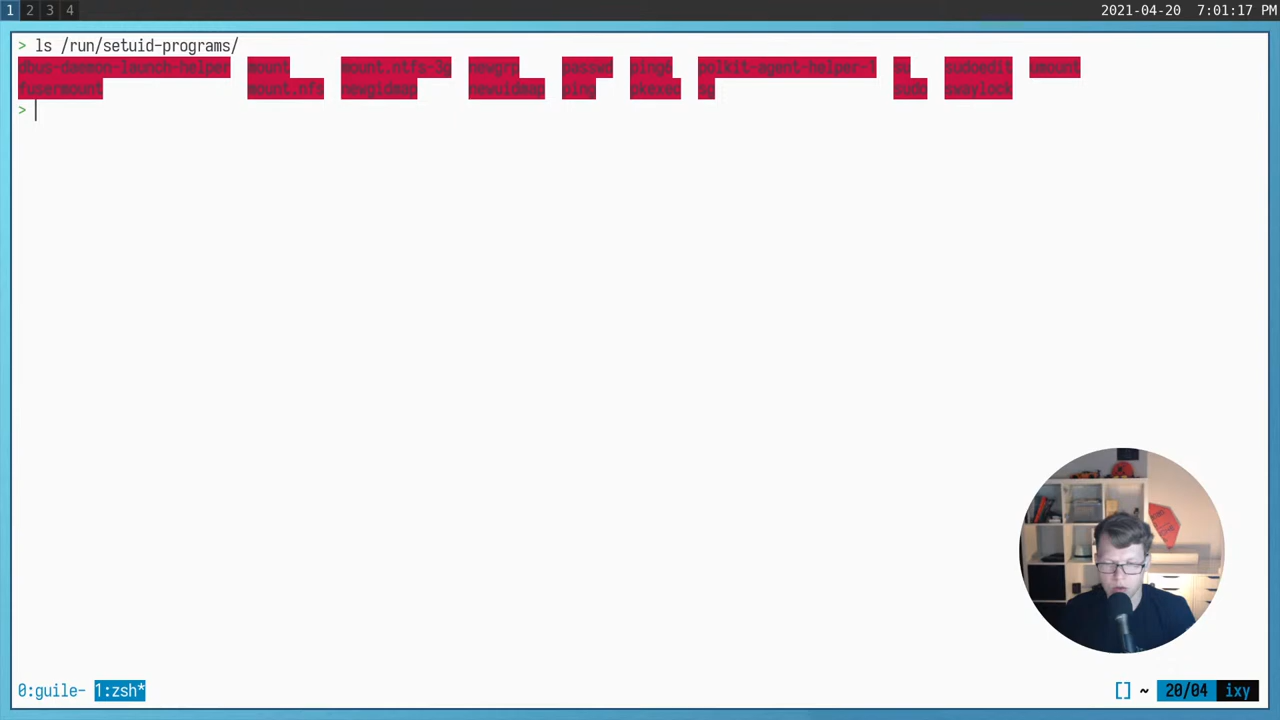 1 2 3 4 2021-04-20 7:01:17 PM
> ls /run/setuid-programs/
dbus-daemon-launch-helper mount mount.ntfs-3g newgrp passwd ping6 polkit-agent-helper-1 su sudoedit umount
fusermount mount.nfs newgidmap newuidmap ping pkexec sg sudo swaylock
>
0:guile- 1:zsh* [] ~ 20/04 ixy